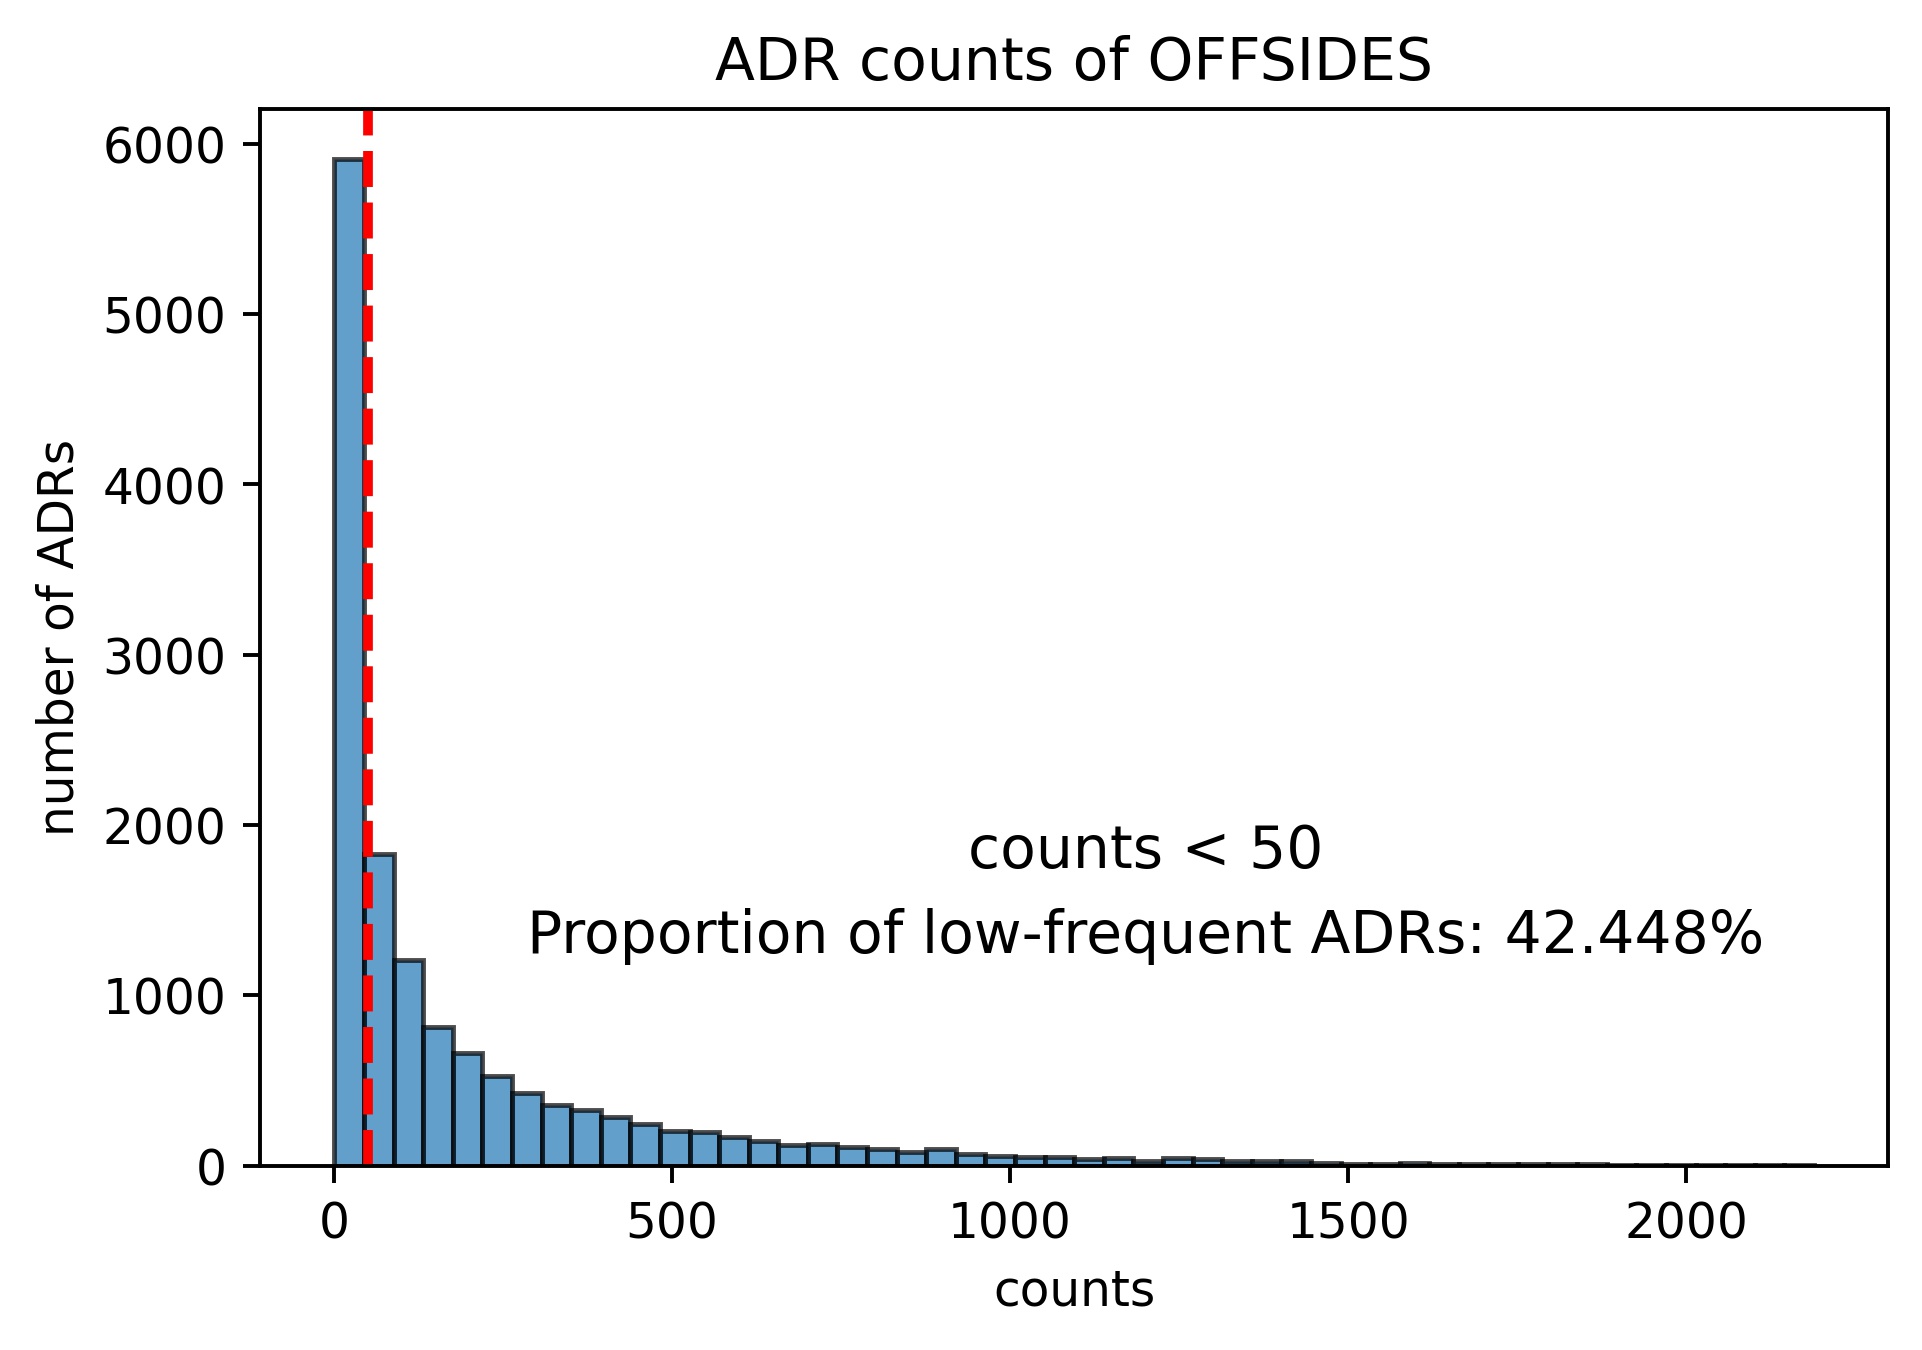 ADR counts of OFFSIDES
6000
5000
4000
3000
2000
1000
0
number of ADRs
counts < 50
Proportion of low-frequent ADRs: 42.448%
0 500 1000 1500 2000
counts